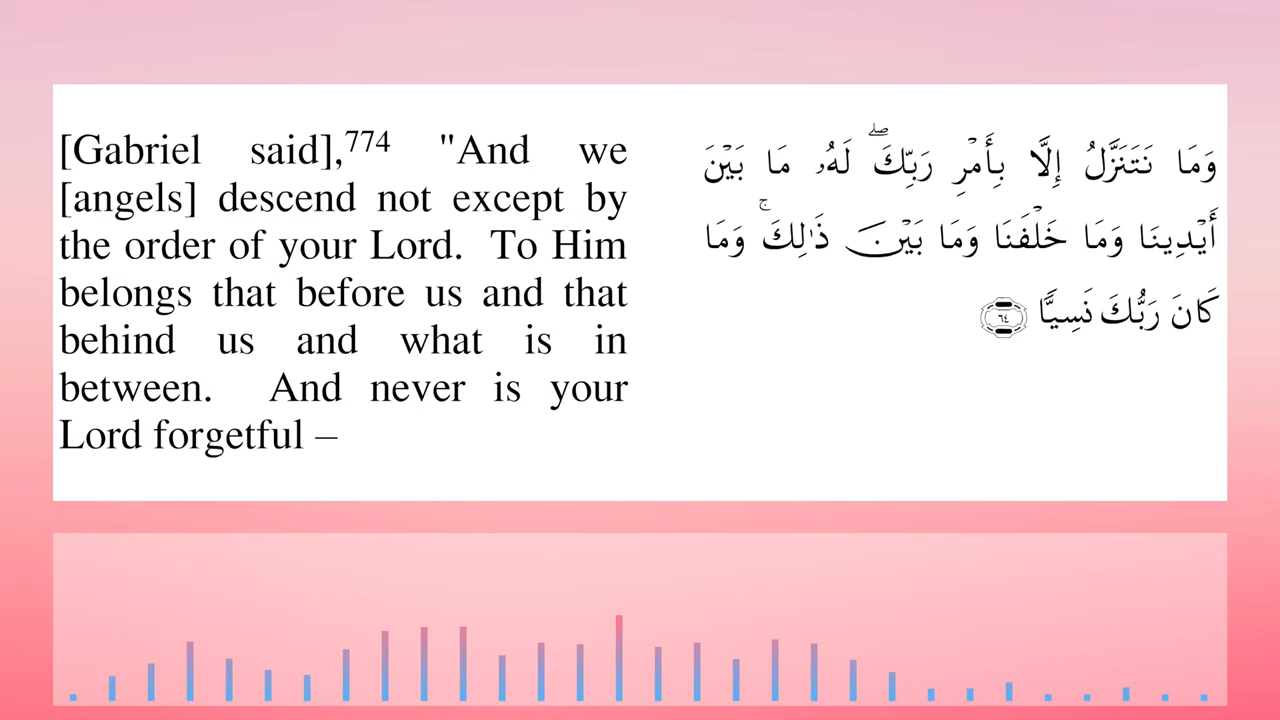 [Gabriel said],774 "And we
[angels] descend not except by
the order of your Lord. To Him
belongs that before us and that
behind us and what is in
between. And never is your
Lord forgetful –
وَمَا نَتَنَزَّلُ إِلَّا بِأَمْرِ رَبِّكَ ۖ لَهُۥ مَا بَيْنَ
أَيْدِينَا وَمَا خَلْفَنَا وَمَا بَيْنَ ذَٰلِكَ ۚ وَمَا
كَانَ رَبُّكَ نَسِيًّا ٦٤